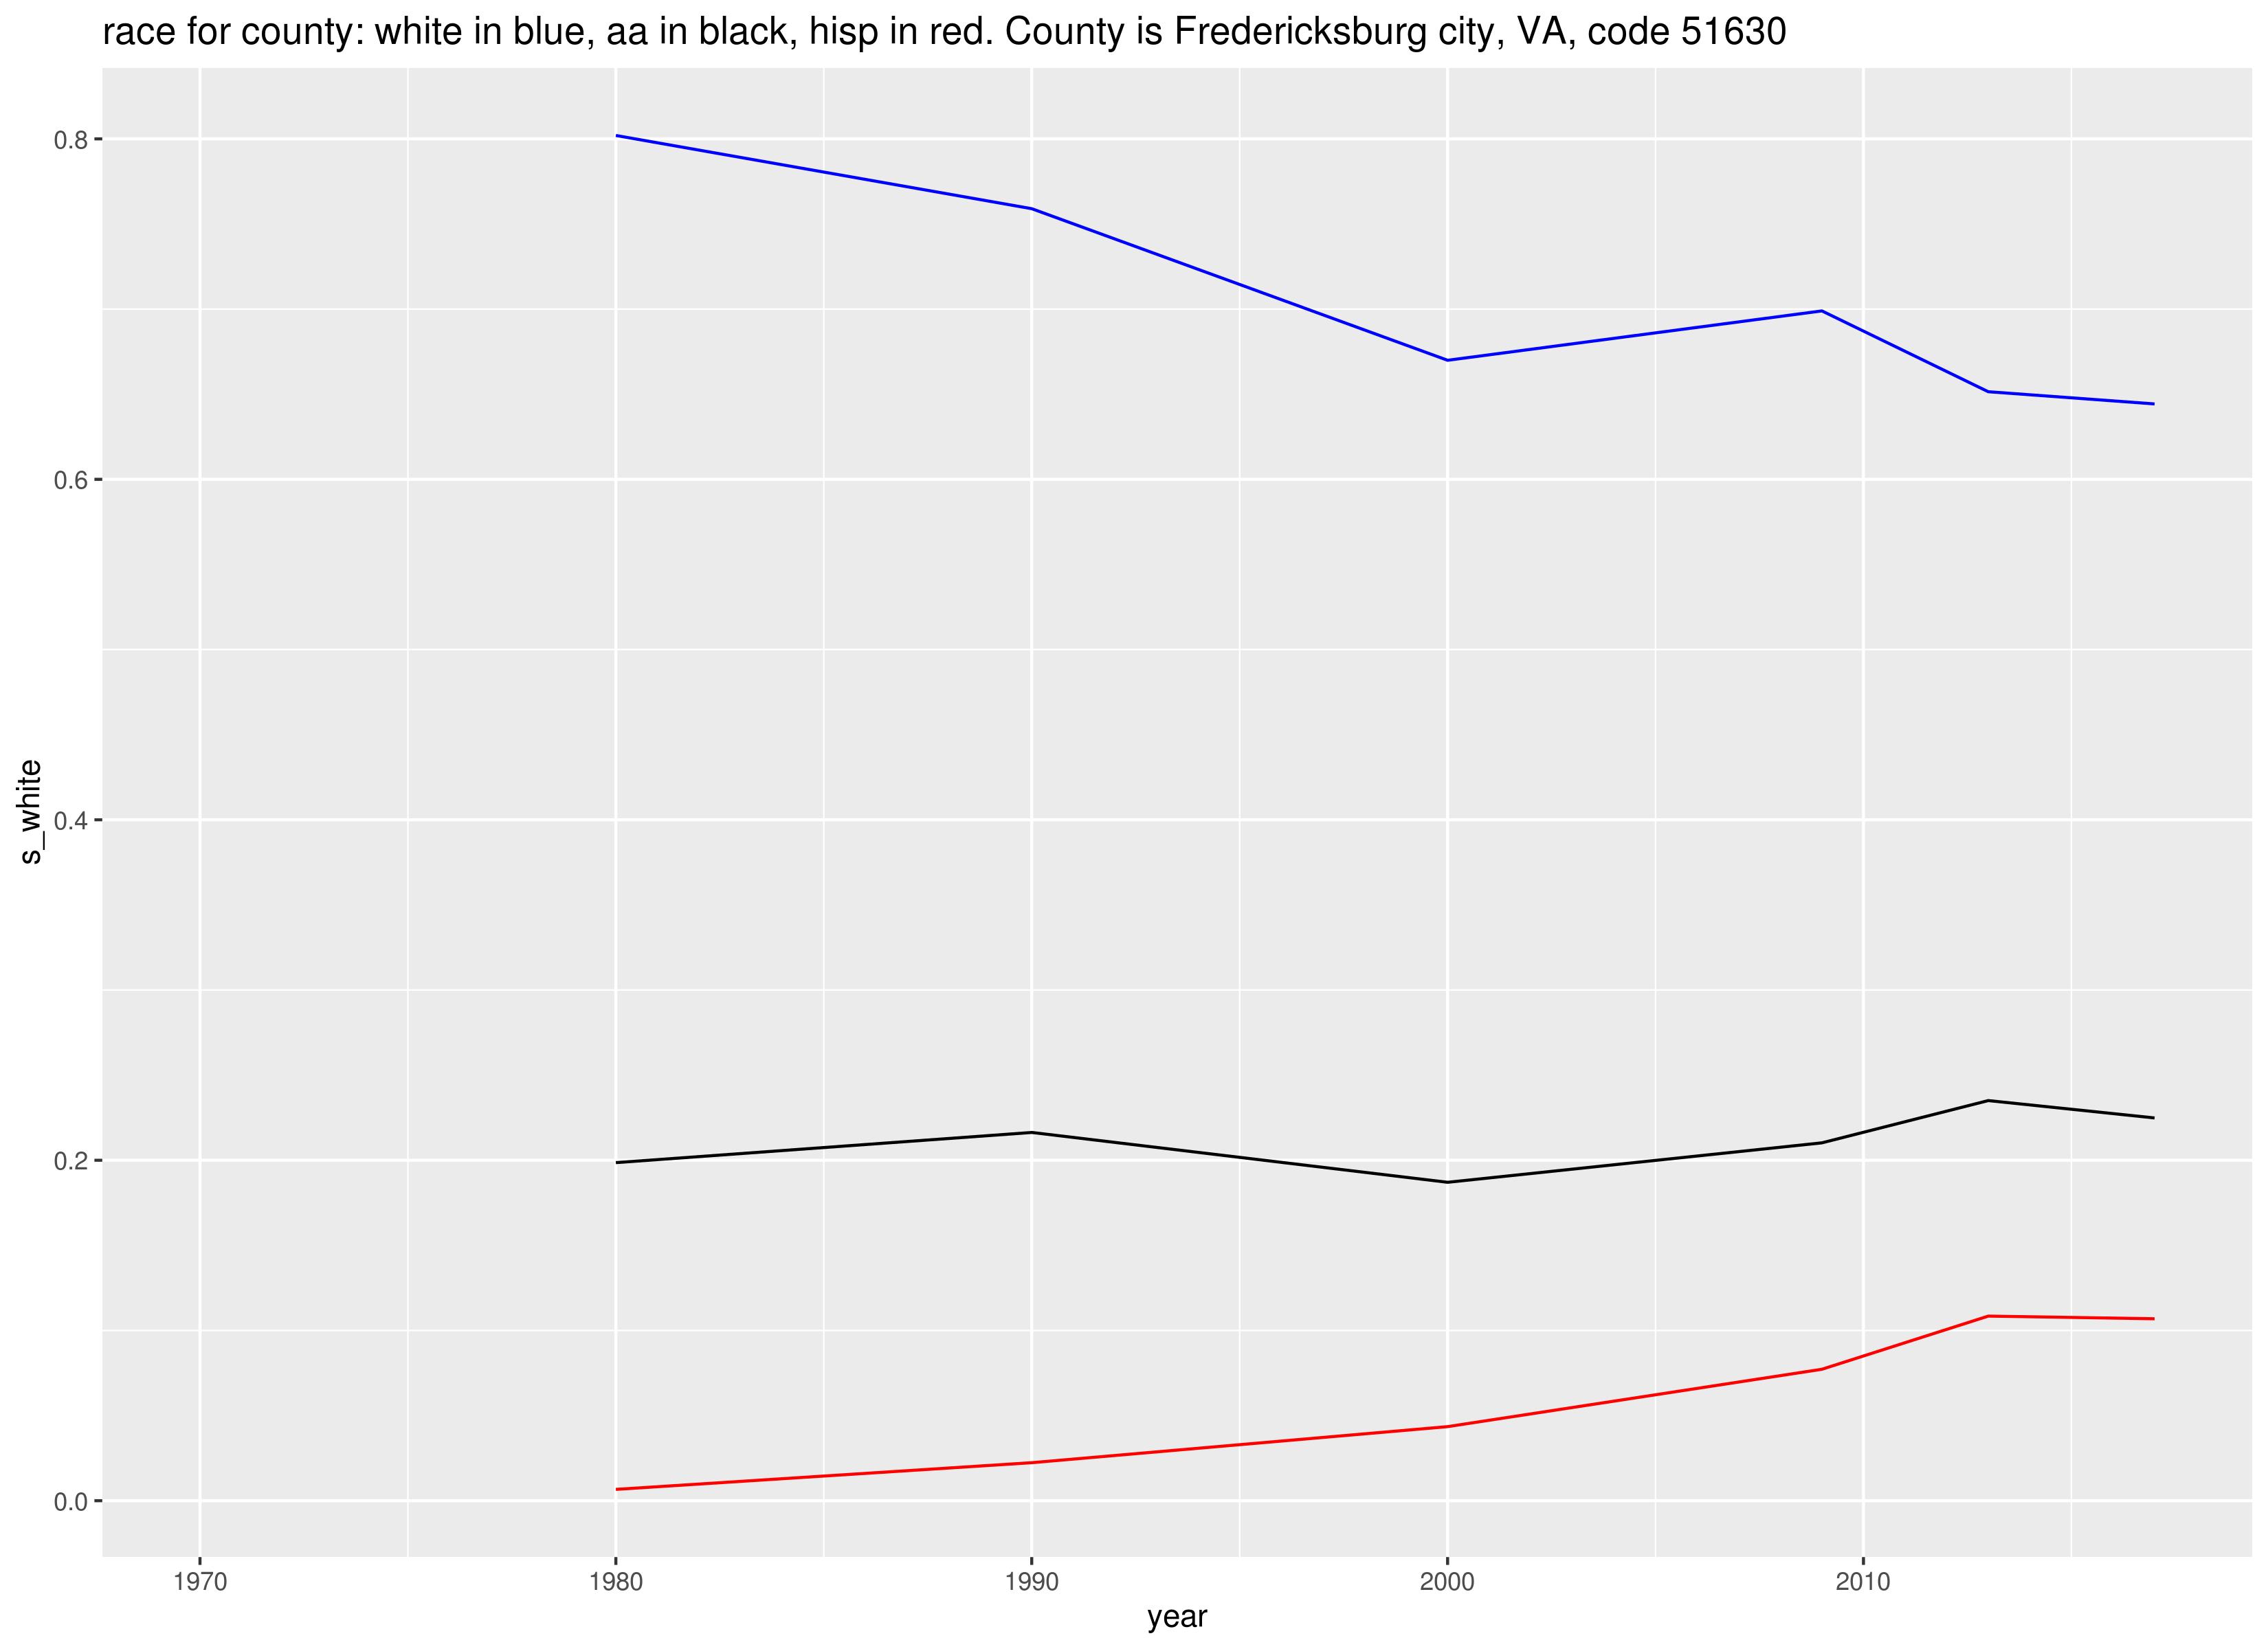 race for county: white in blue, aa in black, hisp in red. County is Fredericksburg city, VA, code 51630
s_white
0.8
0.6
0.4
0.2
0.0
1970 1980 1990 2000 2010
year